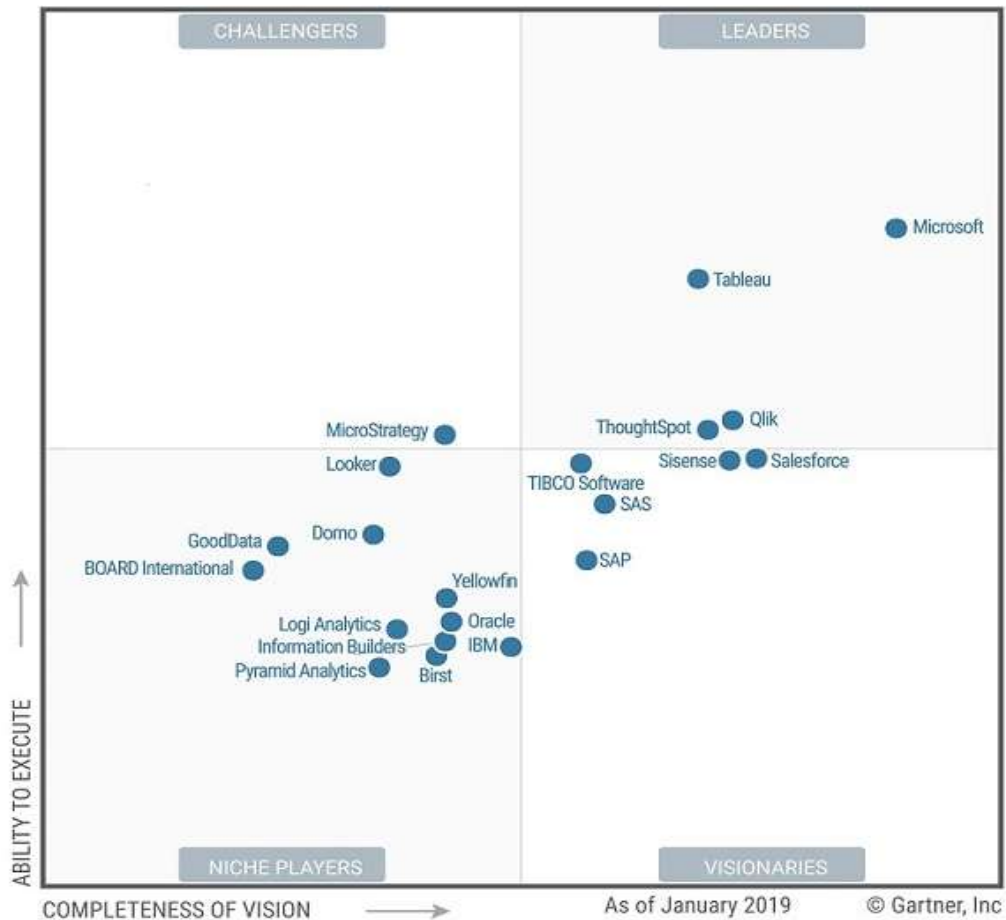 CHALLENGERS
LEADERS
Microsoft
Tableau
Qlik
ThoughtSpot
MicroStrategy
Looker
Sisense
Salesforce
TIBCO Software
SAS
Domo
GoodData
BOARD International
SAP
Yellowfin
Logi Analytics
Oracle
Information Builders
IBM
Pyramid Analytics
Birst
ABILITY TO EXECUTE
NICHE PLAYERS
VISIONARIES
COMPLETENESS OF VISION
As of January 2019
© Gartner, Inc